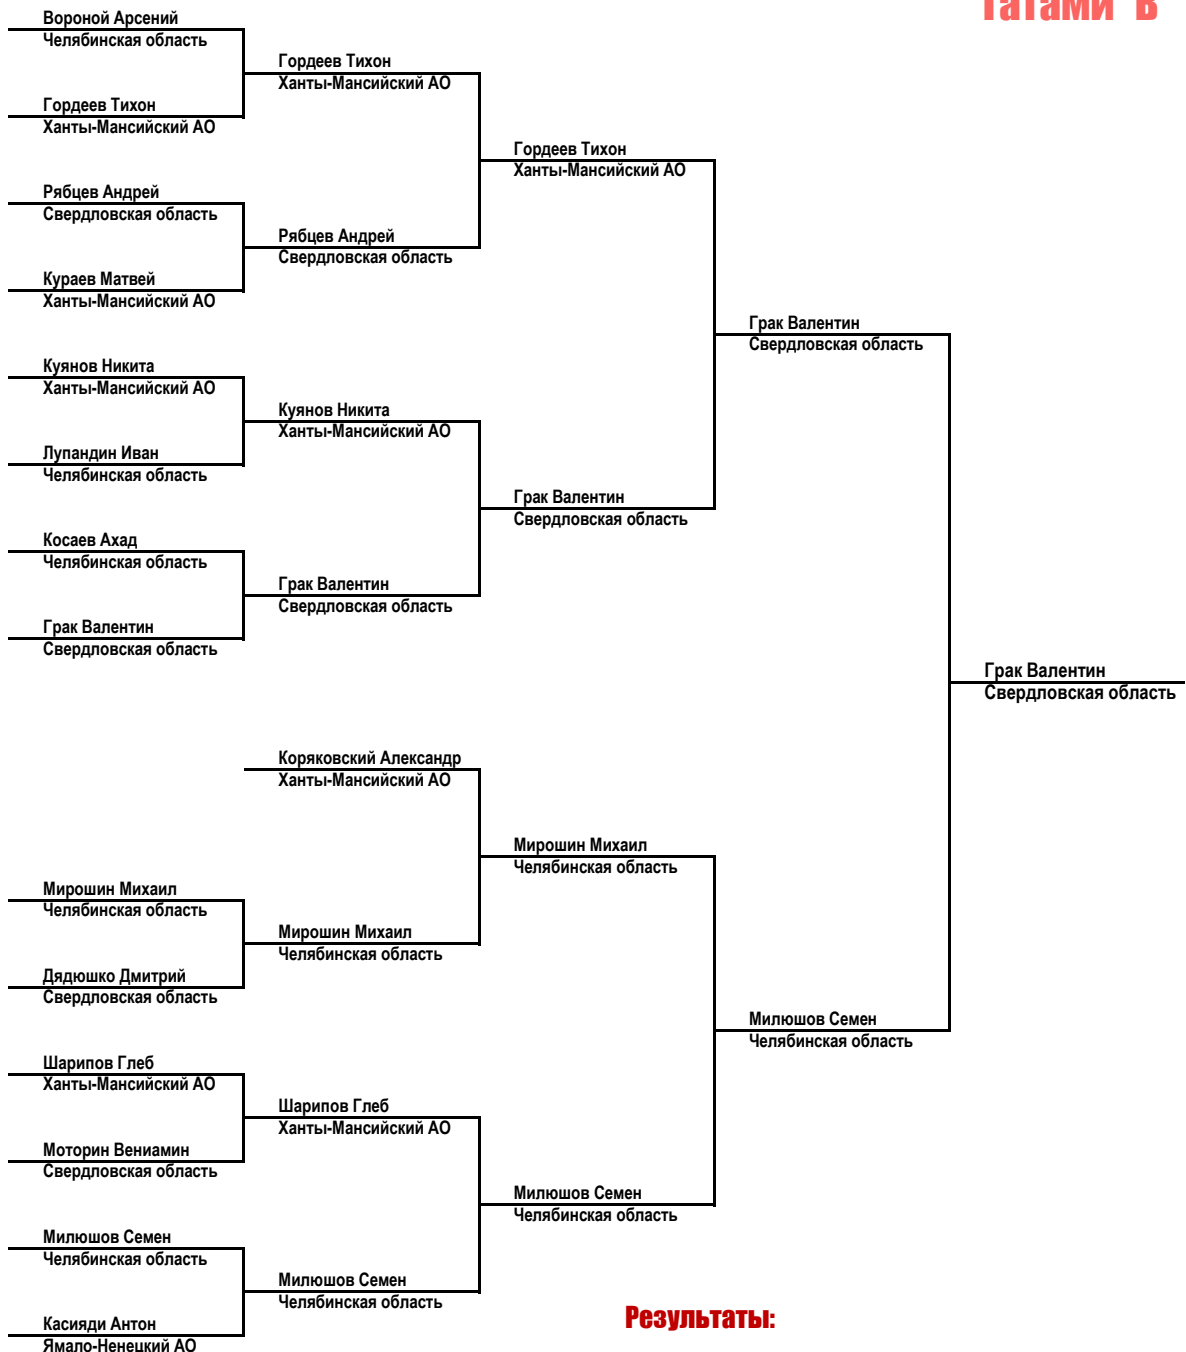 Татами В
Вороной Арсений
Челябинская область
Гордеев Тихон
Ханты-Мансийский АО
Гордеев Тихон
Ханты-Мансийский АО
Гордеев Тихон
Ханты-Мансийский АО
Рябцев Андрей
Свердловская область
Рябцев Андрей
Свердловская область
Кураев Матвей
Ханты-Мансийский АО
Грак Валентин
Свердловская область
Куянов Никита
Ханты-Мансийский АО
Куянов Никита
Ханты-Мансийский АО
Лупандин Иван
Челябинская область
Грак Валентин
Свердловская область
Косаев Ахад
Челябинская область
Грак Валентин
Свердловская область
Грак Валентин
Свердловская область
Грак Валентин
Свердловская область
Коряковский Александр
Ханты-Мансийский АО
Мирошин Михаил
Челябинская область
Мирошин Михаил
Челябинская область
Мирошин Михаил
Челябинская область
Дядюшко Дмитрий
Свердловская область
Милюшов Семен
Челябинская область
Шарипов Глеб
Ханты-Мансийский АО
Шарипов Глеб
Ханты-Мансийский АО
Моторин Вениамин
Свердловская область
Милюшов Семен
Челябинская область
Милюшов Семен
Челябинская область
Милюшов Семен
Челябинская область
Результаты:
Касияди Антон
Ямало-Ненецкий АО